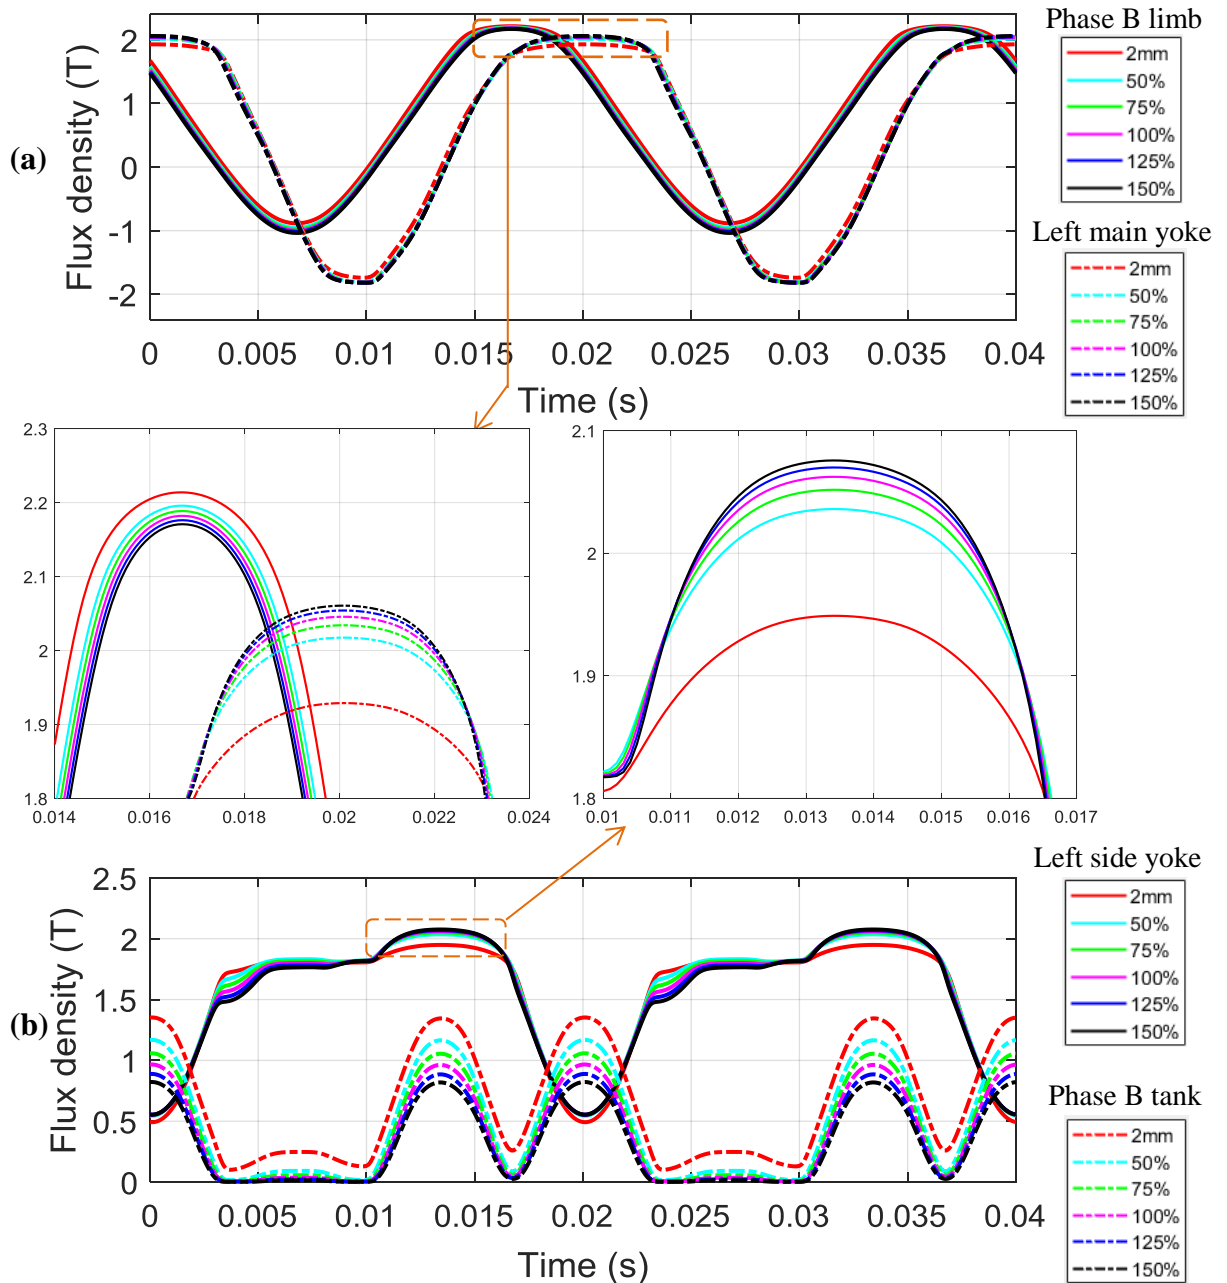 Phase B limb
2mm
50%
75%
100%
125%
150%
Left main yoke
2mm
50%
75%
100%
125%
150%
(a)
Flux density (T)
2
1
0
-1
-2
0 0.005 0.01 0.015 0.02 0.025 0.03 0.035 0.04
Time (s)
2.3
2.2
2.1
2
1.9
1.8
0.014 0.016 0.018 0.02 0.022 0.024
2.1
2
1.9
1.8
0.01 0.011 0.012 0.013 0.014 0.015 0.016 0.017
Left side yoke
2mm
50%
75%
100%
125%
150%
Phase B tank
2mm
50%
75%
100%
125%
150%
(b)
Flux density (T)
2.5
2
1.5
1
0.5
0
0 0.005 0.01 0.015 0.02 0.025 0.03 0.035 0.04
Time (s)